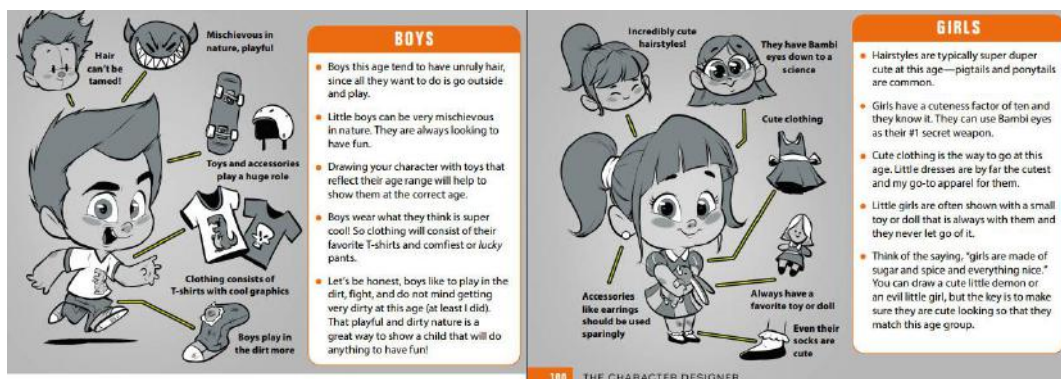 Hair
can't be
tamed!
Mischievous in
nature, playful!
Toys and accessories
play a huge role
Clothing consists of
T-shirts with cool graphics
Boys play in
the dirt more
BOYS
Boys this age tend to have unruly hair,
since all they want to do is go outside
and play.
Little boys can be very mischievous
in nature. They are always looking to
have fun.
Drawing your character with toys that
reflect their age range will help to
show them at the correct age.
Boys wear what they think is super
cool! So clothing will consist of their
favorite T-shirts and comfiest or lucky
pants.
Let's be honest, boys like to play in the
dirt, fight, and do not mind getting
very dirty at this age (at least I did).
That playful and dirty nature is a
great way to show a child that will do
anything to have fun!
Incredibly cute
hairstyles!
They have Bambi
eyes down to a
science
Cute clothing
Accessories
like earrings
should be used
sparingly
Always have a
favorite toy or doll
Even their
socks are
cute
GIRLS
Hairstyles are typically super duper
cute at this age—pigtails and ponytails
are common.
Girls have a cuteness factor of ten and
they know it. They can use Bambi eyes
as their #1 secret weapon.
Cute clothing is the way to go at this
age. Little dresses are by far the cutest
and my go-to apparel for them.
Little girls are often shown with a small
toy or doll that is always with them and
they never let go of it.
Think of the saying, "girls are made of
sugar and spice and everything nice."
You can draw a cute little demon or
an evil little girl, but the key is to make
sure they are cute looking so that they
match this age group.
THE CHARACTER DESIGNER